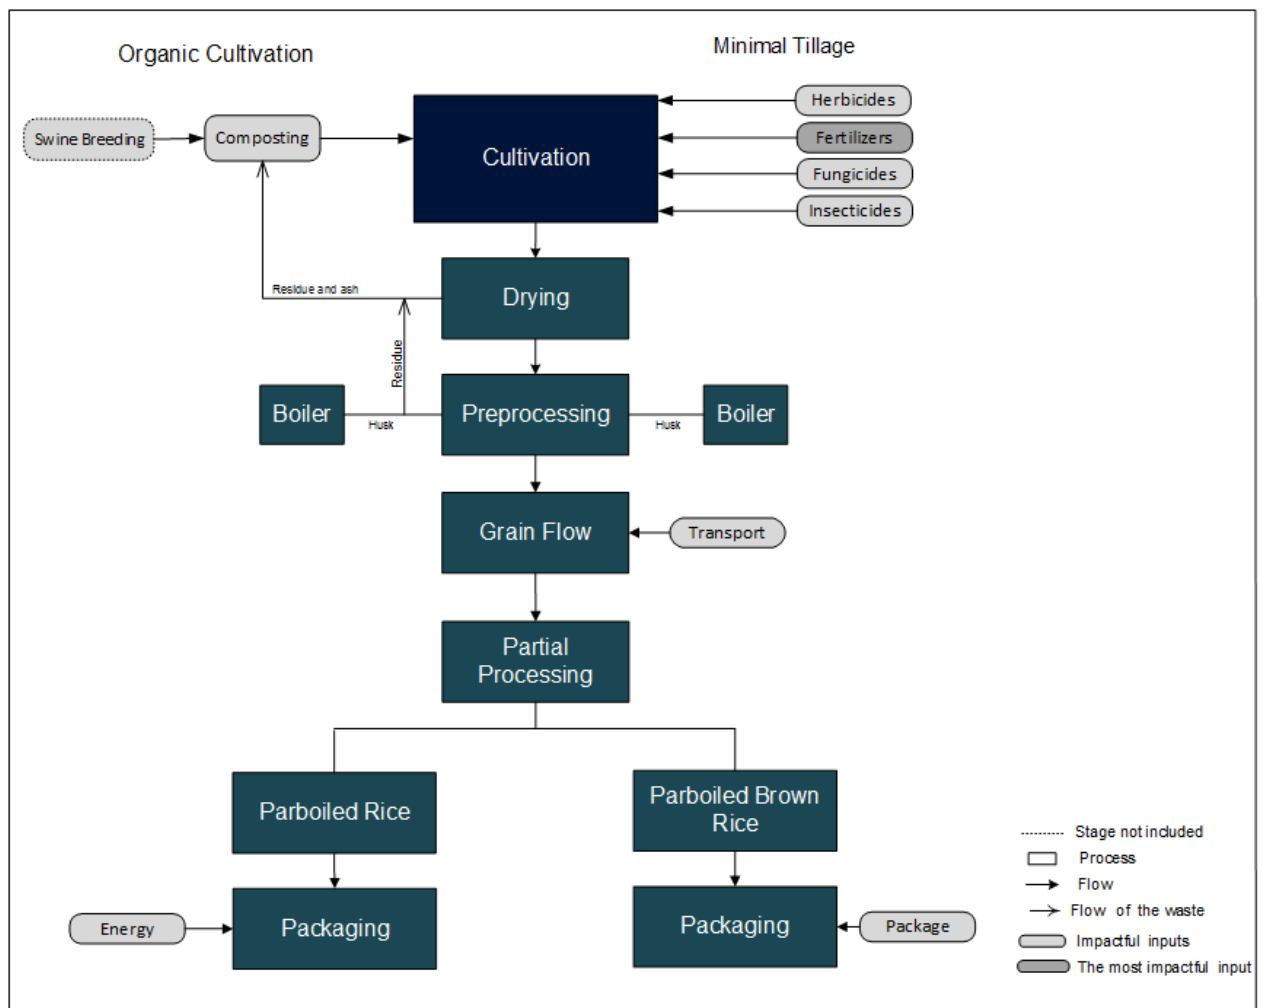 Organic Cultivation
Minimal Tillage
Herbicides
Swine Breeding
Composting
Cultivation
Fertilizers
Fungicides
Insecticides
Residue and ash
Drying
Residue
Boiler
Husk
Preprocessing
Husk
Boiler
Grain Flow
Transport
Partial
Processing
Parboiled Rice
Parboiled Brown
Rice
Energy
Packaging
Packaging
Package
Stage not included
Process
Flow
Flow of the waste
Impactful inputs
The most impactful input